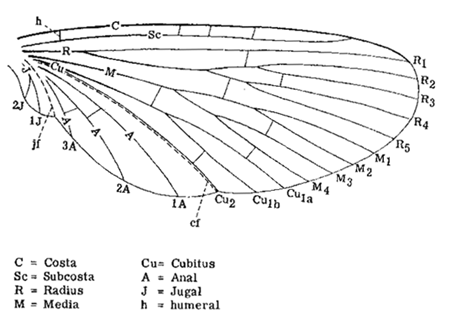 h
C
Sc
R
Cu
M
R1
R2
R3
R4
R5
M1
M2
M3
M4
Cu1a
Cu1b
Cu2
cf
1A
2A
3A
A
A
A
J
1J
2J
jf
C = Costa
Sc = Subcosta
R = Radius
M = Media
Cu = Cubitus
A = Anal
J = Jugal
h = humeral